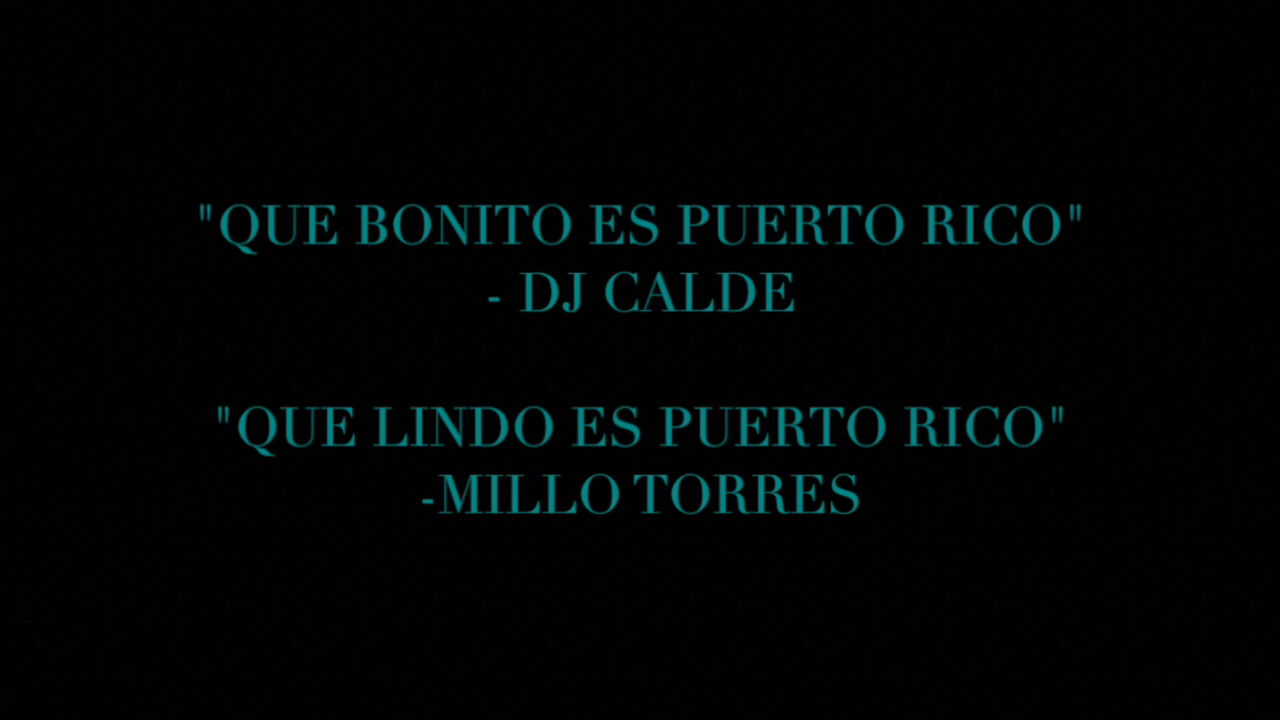 "QUE BONITO ES PUERTO RICO"
- DJ CALDE
"QUE LINDO ES PUERTO RICO"
-MILLO TORRES